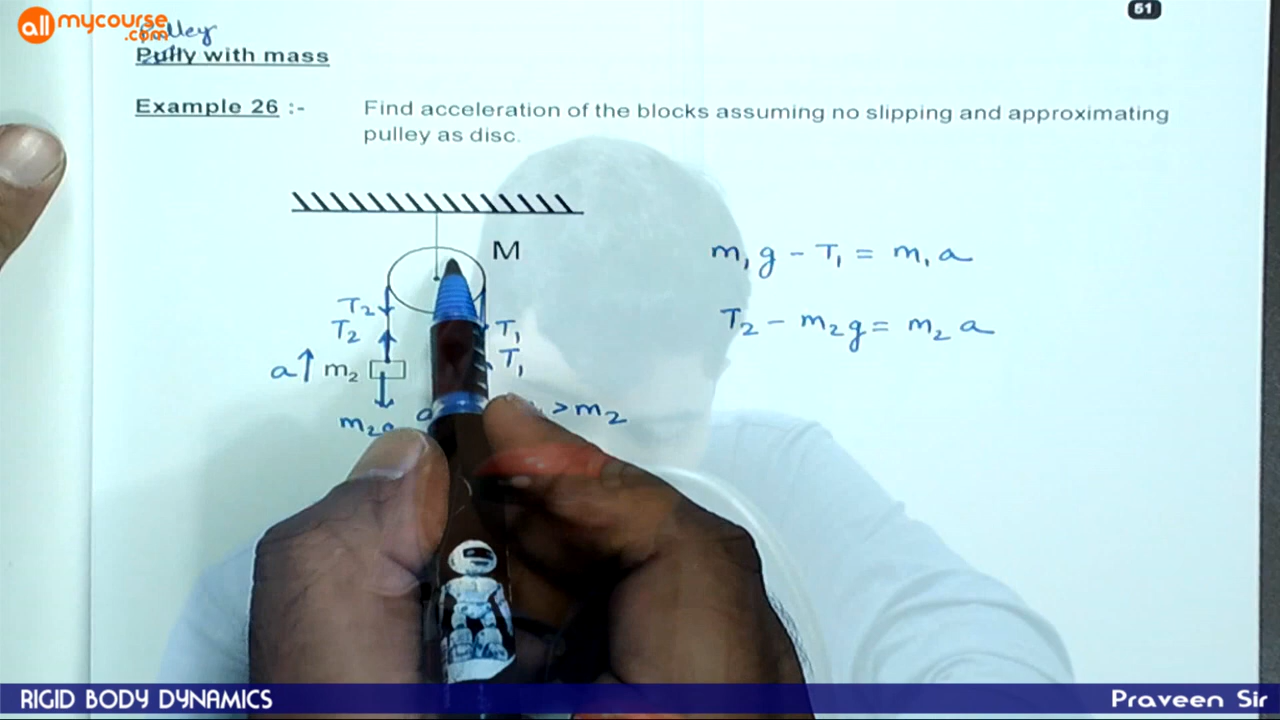 all mycourse .com
51
Pulley
Pully with mass
Example 26 :- Find acceleration of the blocks assuming no slipping and approximating
pulley as disc.
M
m₁g - T₁ = m₁a
T₂
T₂ - m₂g = m₂a
T₂
T₁
T₁
a↑ m₂
> m₂
RIGID BODY DYNAMICS
Praveen Sir